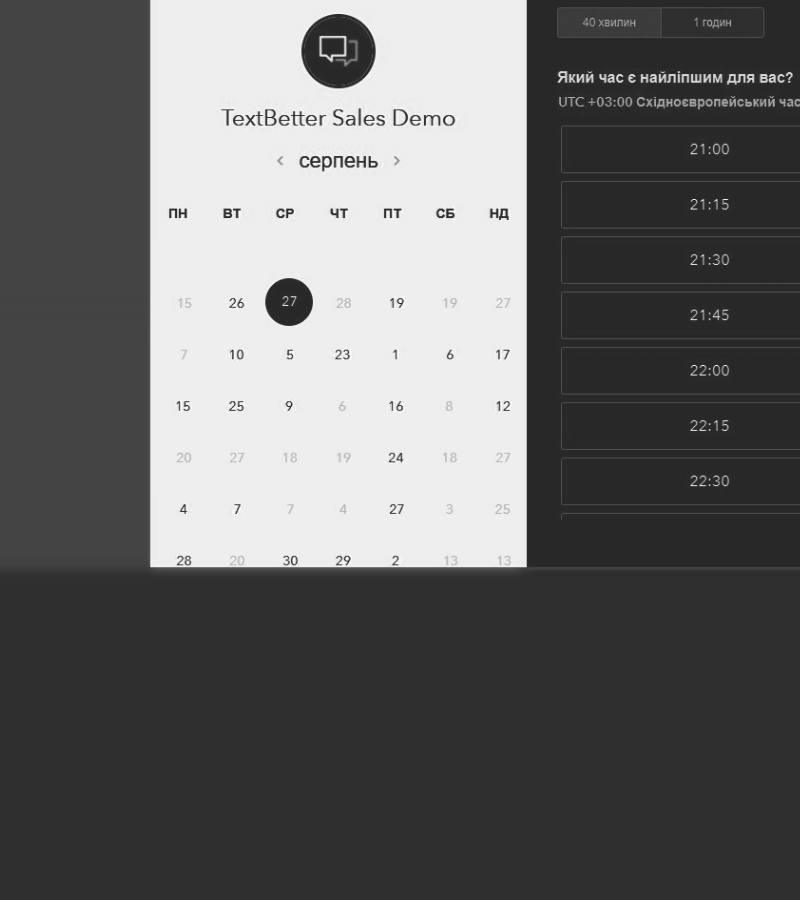 TextBetter Sales Demo
серпень
ПН ВТ СР ЧТ ПТ СБ НД
15 26 27 28 19 19 27
7 10 5 23 1 6 17
15 25 9 6 16 8 12
20 27 18 19 24 18 27
4 7 7 4 27 3 25
28 20 30 29 2 13 13
40 хвилин 1 годин
Який час є найліпшим для вас?
UTC +03:00 Східноєвропейський час
21:00
21:15
21:30
21:45
22:00
22:15
22:30